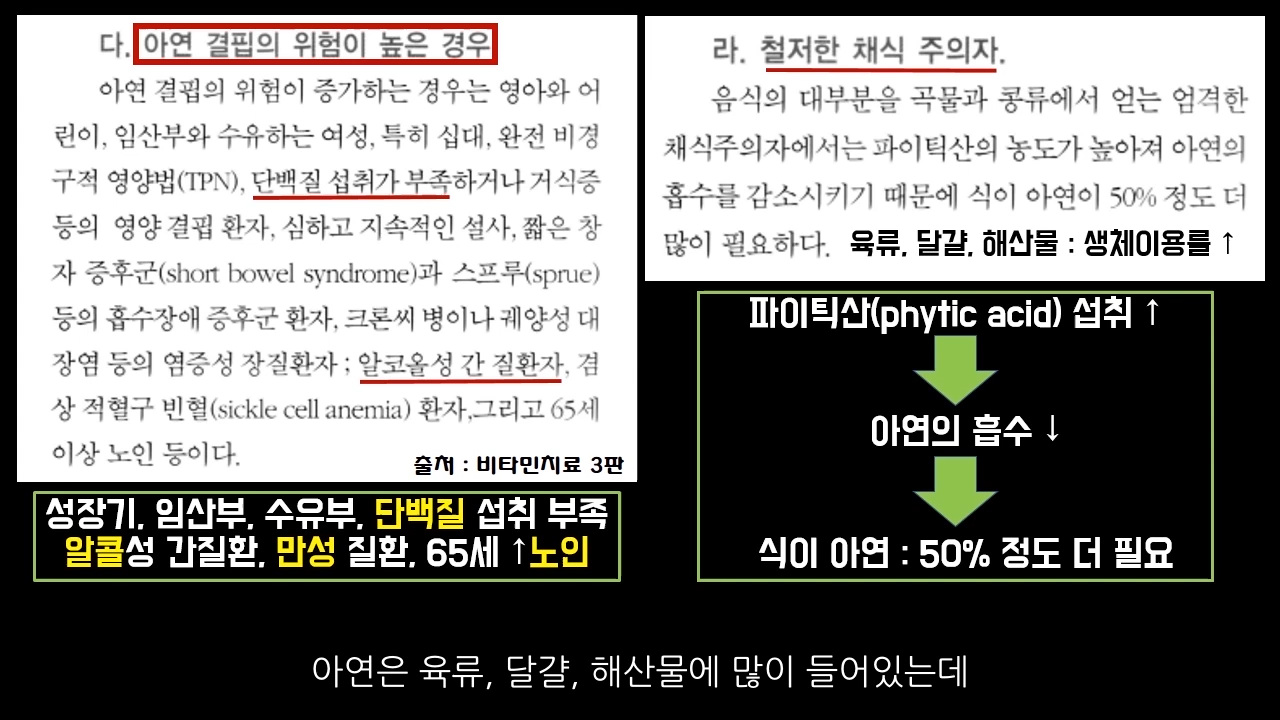 다. 아연 결핍의 위험이 높은 경우
아연 결핍의 위험이 증가하는 경우는 영아와 어
린이, 임산부와 수유하는 여성, 특히 십대, 완전 비경
구적 영양법(TPN), 단백질 섭취가 부족하거나 거식증
등의 영양 결핍 환자, 심하고 지속적인 설사, 짧은 창
자 증후군(short bowel syndrome)과 스프루(sprue)
등의 흡수장애 증후군 환자, 크론씨 병이나 궤양성 대
장염 등의 염증성 장질환자 ; 알코올성 간 질환자, 겸
상 적혈구 빈혈(sickle cell anemia) 환자,그리고 65세
이상 노인 등이다.
출처 : 비타민치료 3판
성장기, 임산부, 수유부, 단백질 섭취 부족
알콜성 간질환, 만성 질환, 65세 ↑노인
라. 철저한 채식 주의자.
음식의 대부분을 곡물과 콩류에서 얻는 엄격한
채식주의자에서는 파이틱산의 농도가 높아져 아연의
흡수를 감소시키기 때문에 식이 아연이 50% 정도 더
많이 필요하다. 육류, 달걀, 해산물 : 생체이용률 ↑
파이틱산(phytic acid) 섭취 ↑
아연의 흡수 ↓
식이 아연 : 50% 정도 더 필요
아연은 육류, 달걀, 해산물에 많이 들어있는데